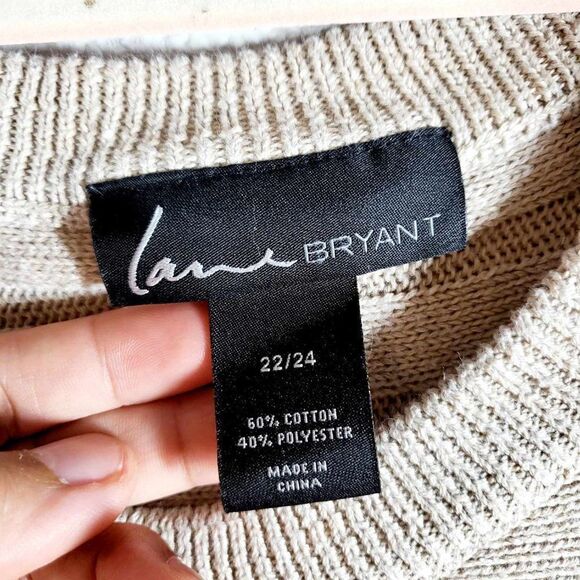 lane BRYANT
22/24
60% COTTON
40% POLYESTER
MADE IN
CHINA